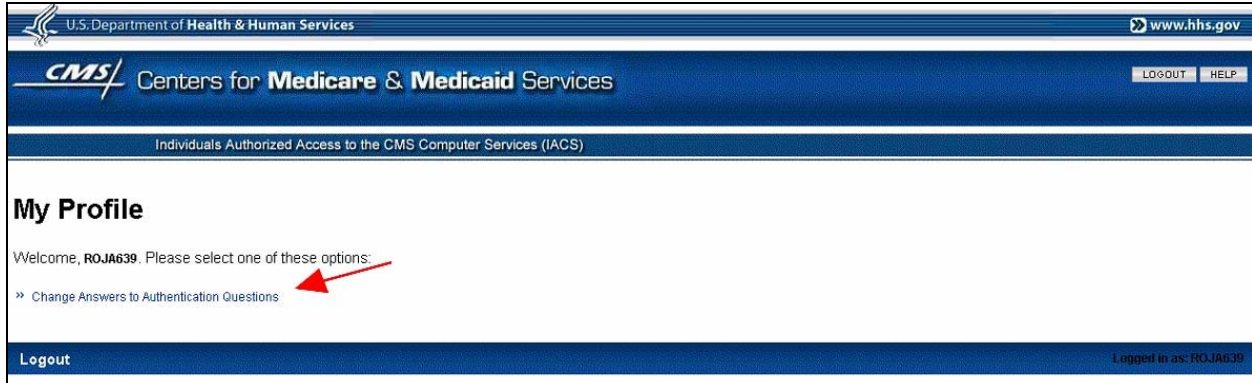 U.S. Department of Health & Human Services
www.hhs.gov
CMS Centers for Medicare & Medicaid Services
LOGOUT HELP
Individuals Authorized Access to the CMS Computer Services (IACS)
My Profile
Welcome, ROJA639. Please select one of these options:
» Change Answers to Authentication Questions
Logout
Logged in as: ROJA639